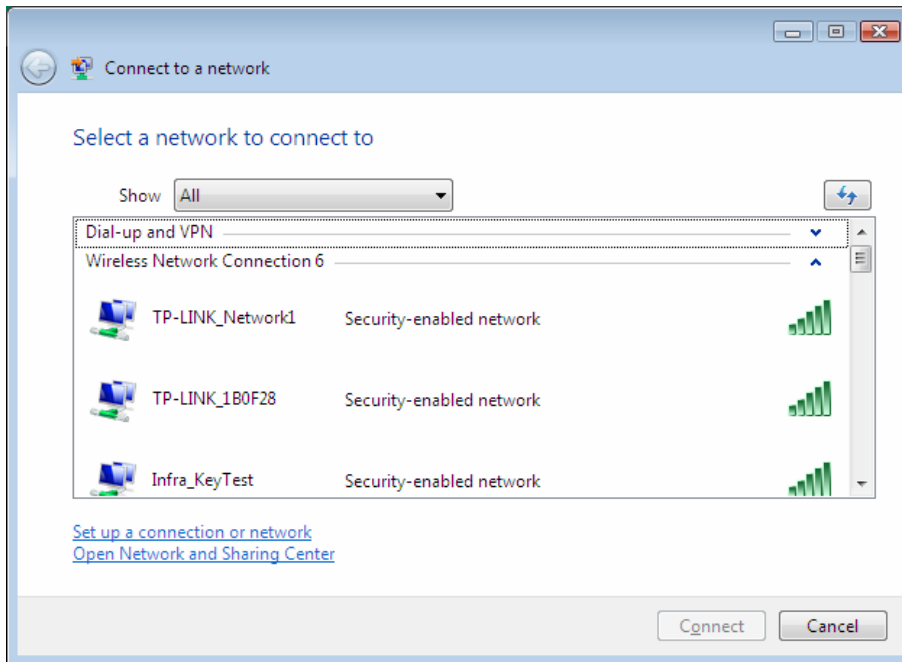 Connect to a network
Select a network to connect to
Show All
Dial-up and VPN
Wireless Network Connection 6
TP-LINK_Network1 Security-enabled network
TP-LINK_1B0F28 Security-enabled network
Infra_KeyTest Security-enabled network
Set up a connection or network
Open Network and Sharing Center
Connect Cancel